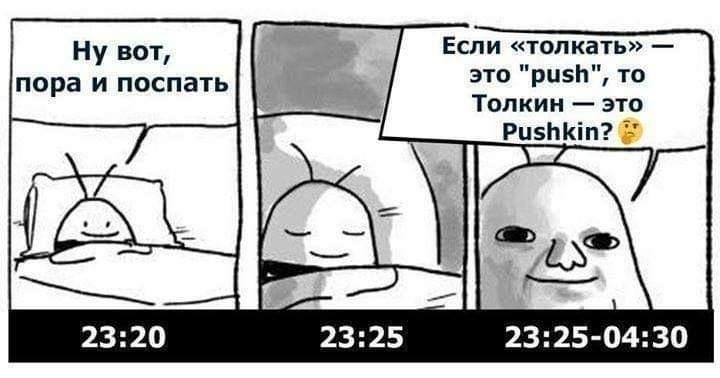 Ну вот,
пора и поспать
Если «толкать» —
это "push", то
Толкин — это
Pushkin?🤔
23:20
23:25
23:25-04:30